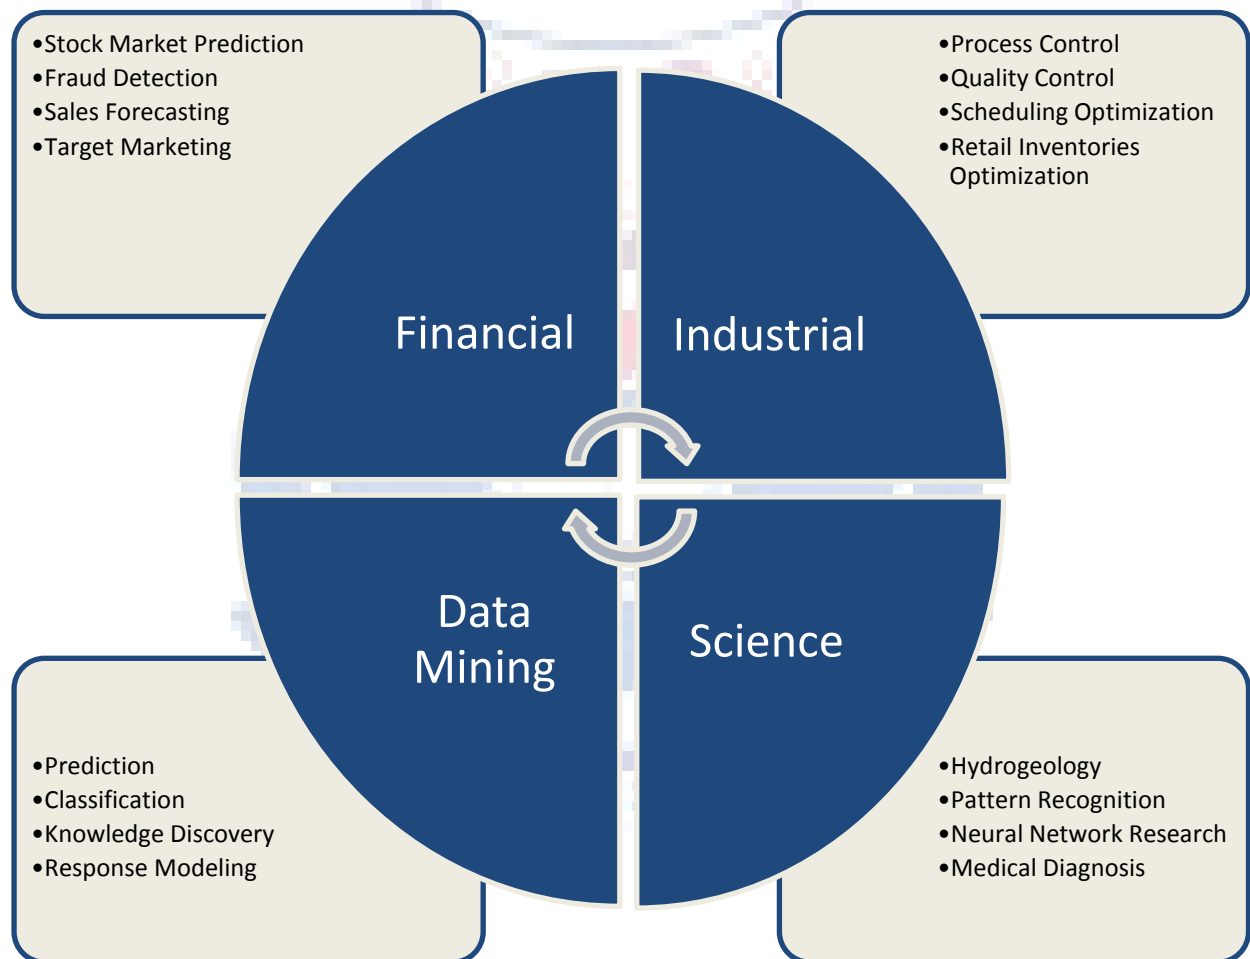 •Stock Market Prediction
•Fraud Detection
•Sales Forecasting
•Target Marketing
•Process Control
•Quality Control
•Scheduling Optimization
•Retail Inventories
Optimization
Financial
Industrial
Data
Mining
Science
•Prediction
•Classification
•Knowledge Discovery
•Response Modeling
•Hydrogeology
•Pattern Recognition
•Neural Network Research
•Medical Diagnosis